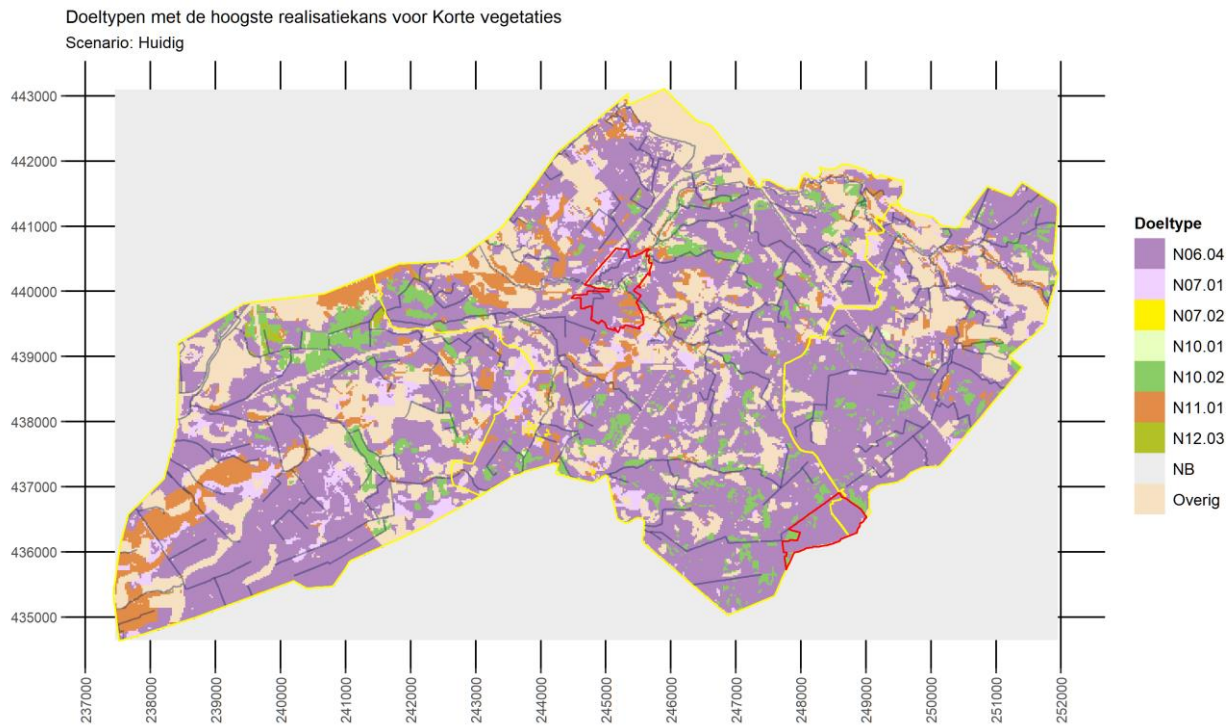 Doeltypen met de hoogste realisatiekans voor Korte vegetaties
Scenario: Huidig
443000
442000
441000
440000
439000
438000
437000
436000
435000
237000
238000
239000
240000
241000
242000
243000
244000
245000
246000
247000
248000
249000
250000
251000
252000
Doeltype
N06.04
N07.01
N07.02
N10.01
N10.02
N11.01
N12.03
NB
Overig